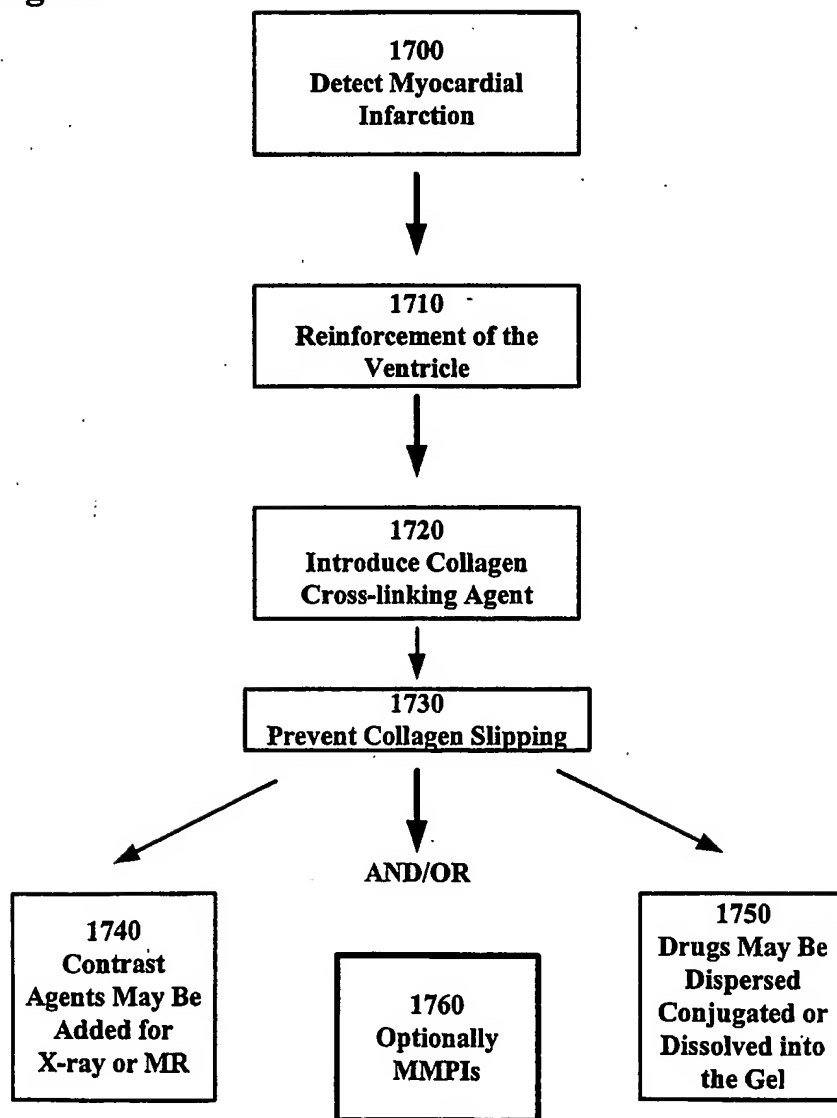 1700
Detect Myocardial
Infarction
1710
Reinforcement of the
Ventricle
1720
Introduce Collagen
Cross-linking Agent
1730
Prevent Collagen Slipping
AND/OR
1740
Contrast
Agents May Be
Added for
X-ray or MR
1760
Optionally
MMPIs
1750
Drugs May Be
Dispersed
Conjugated or
Dissolved into
the Gel